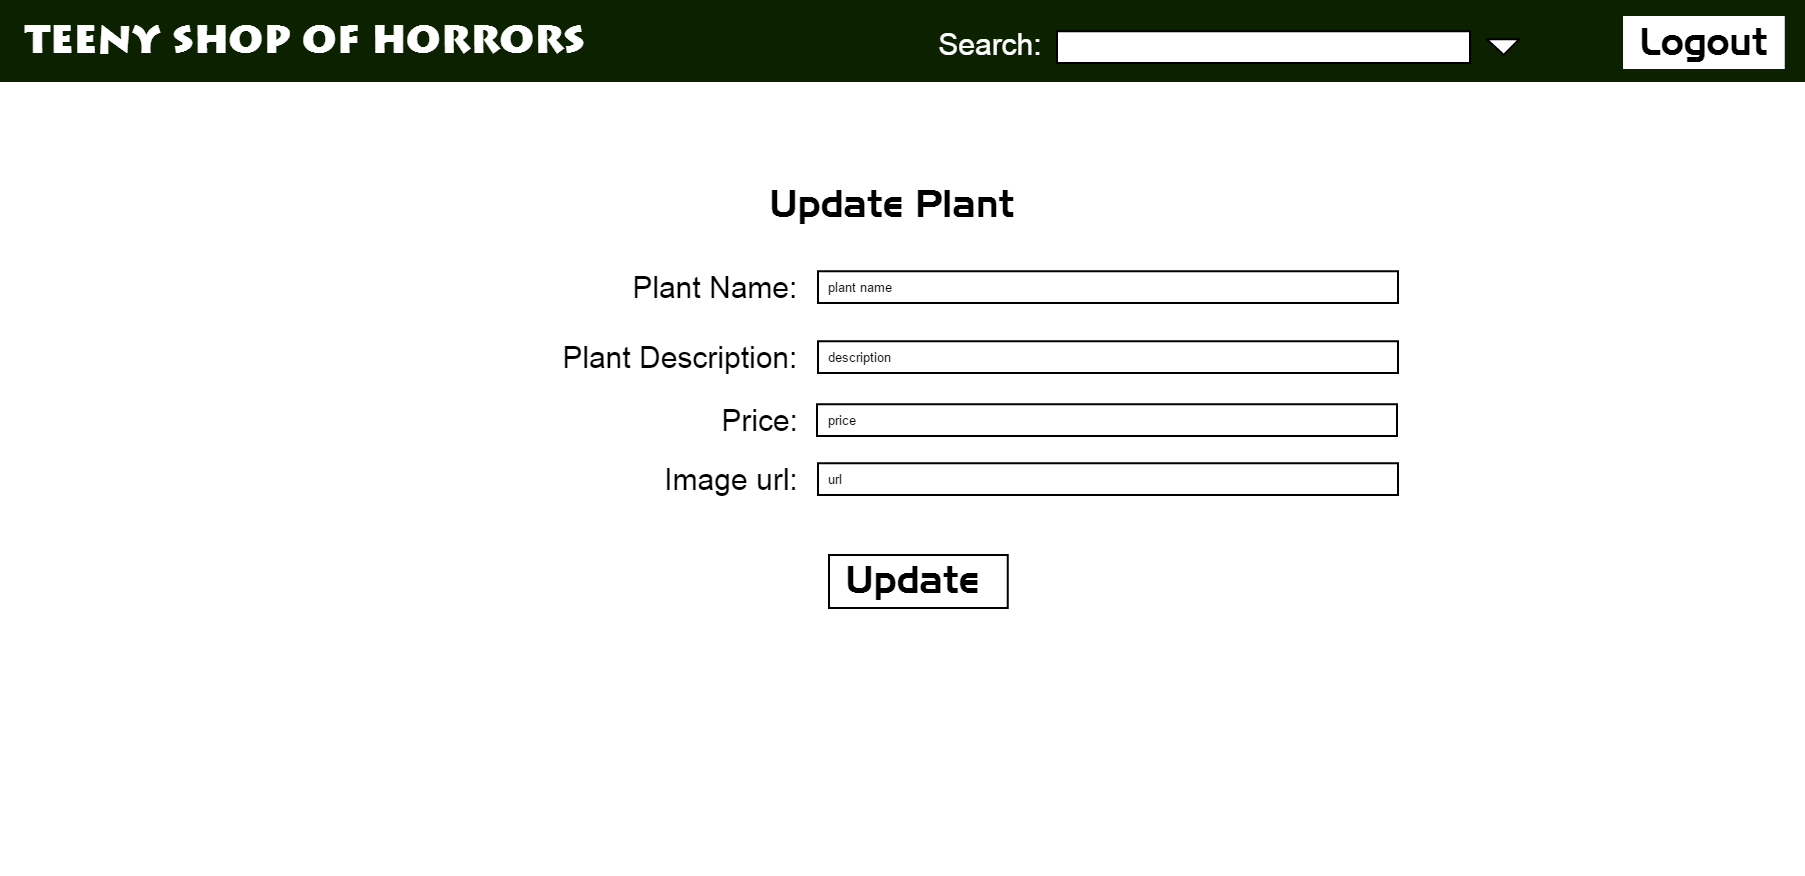 TEENY SHOP OF HORRORS
Search:
Logout
Update Plant
Plant Name: plant name
Plant Description: description
Price: price
Image url: url
Update